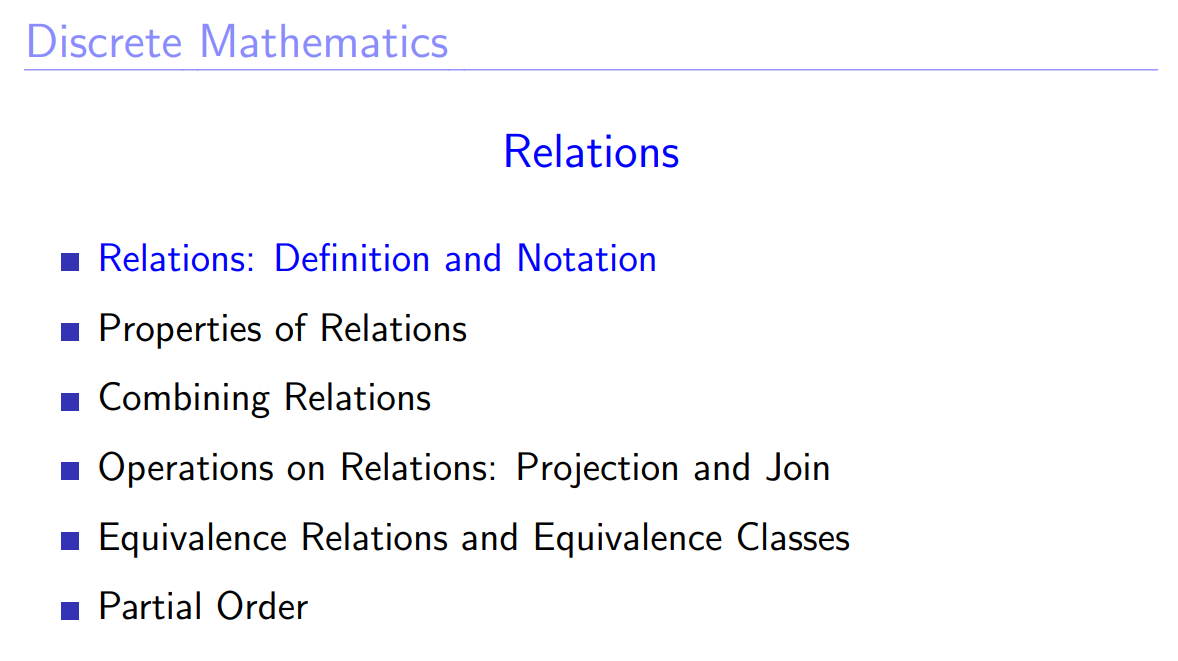 Discrete Mathematics
Relations
Relations: Definition and Notation
Properties of Relations
Combining Relations
Operations on Relations: Projection and Join
Equivalence Relations and Equivalence Classes
Partial Order